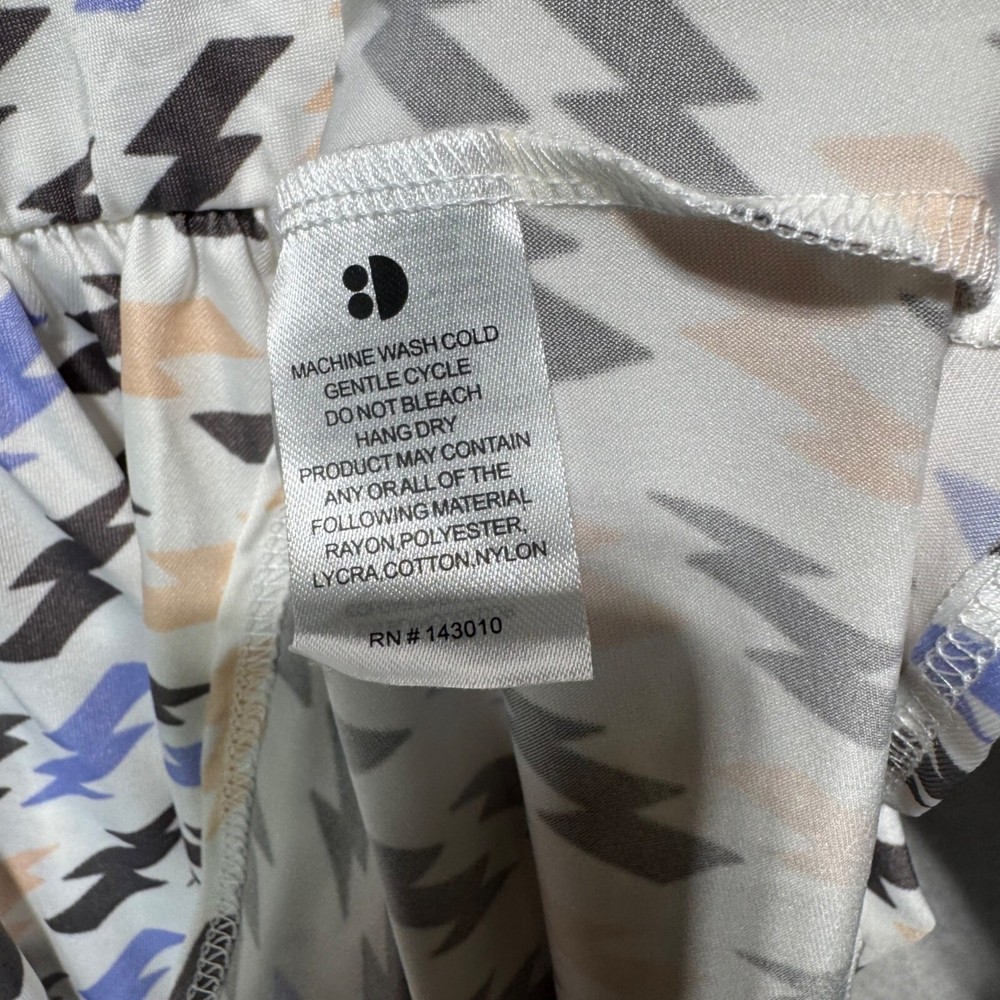 MACHINE WASH COLD
GENTLE CYCLE
DO NOT BLEACH
HANG DRY
PRODUCT MAY CONTAIN
ANY OR ALL OF THE
FOLLOWING MATERIAL
RAYON,POLYESTER,
LYCRA,COTTON,NYLON
RN # 143010